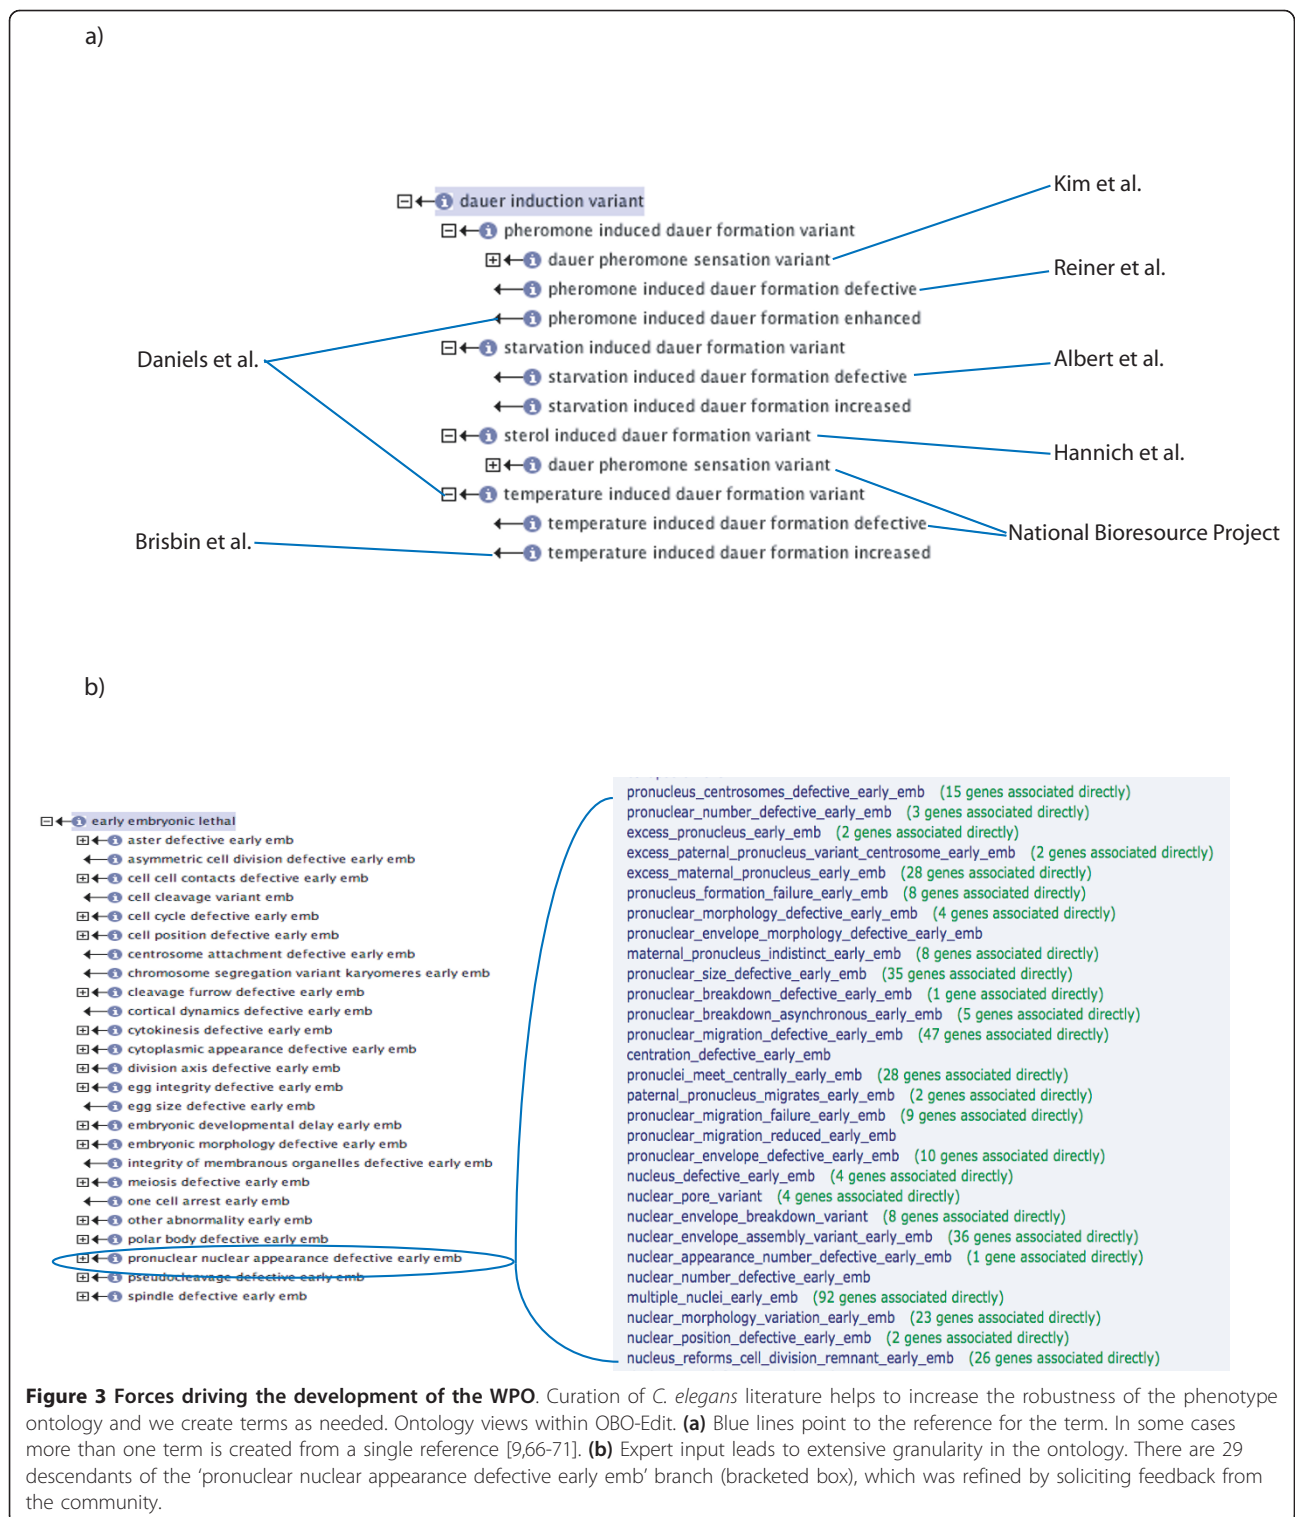 a)
dauer induction variant
pheromone induced dauer formation variant
dauer pheromone sensation variant
pheromone induced dauer formation defective
pheromone induced dauer formation enhanced
starvation induced dauer formation variant
starvation induced dauer formation defective
starvation induced dauer formation increased
sterol induced dauer formation variant
dauer pheromone sensation variant
temperature induced dauer formation variant
temperature induced dauer formation defective
temperature induced dauer formation increased
Daniels et al.
Brisbin et al.
Kim et al.
Reiner et al.
Albert et al.
Hannich et al.
National Bioresource Project
b)
early embryonic lethal
aster defective early emb
asymmetric cell division defective early emb
cell cell contacts defective early emb
cell cleavage variant emb
cell cycle defective early emb
cell position defective early emb
centrosome attachment defective early emb
chromosome segregation variant karyomeres early emb
cleavage furrow defective early emb
cortical dynamics defective early emb
cytokinesis defective early emb
cytoplasmic appearance defective early emb
division axis defective early emb
egg integrity defective early emb
egg size defective early emb
embryonic developmental delay early emb
embryonic morphology defective early emb
integrity of membranous organelles defective early emb
meiosis defective early emb
one cell arrest early emb
other abnormality early emb
polar body defective early emb
pronuclear nuclear appearance defective early emb
pseudocleavage defective early emb
spindle defective early emb
pronucleus_centrosomes_defective_early_emb (15 genes associated directly)
pronuclear_number_defective_early_emb (3 genes associated directly)
excess_pronucleus_early_emb (2 genes associated directly)
excess_paternal_pronucleus_variant_centrosome_early_emb (2 genes associated directly)
excess_maternal_pronucleus_early_emb (28 genes associated directly)
pronucleus_formation_failure_early_emb (8 genes associated directly)
pronuclear_morphology_defective_early_emb (4 genes associated directly)
pronuclear_envelope_morphology_defective_early_emb
maternal_pronucleus_indistinct_early_emb (8 genes associated directly)
pronuclear_size_defective_early_emb (35 genes associated directly)
pronuclear_breakdown_defective_early_emb (1 gene associated directly)
pronuclear_breakdown_asynchronous_early_emb (5 genes associated directly)
pronuclear_migration_defective_early_emb (47 genes associated directly)
centration_defective_early_emb
pronuclei_meet_centrally_early_emb (28 genes associated directly)
paternal_pronucleus_migrates_early_emb (2 genes associated directly)
pronuclear_migration_failure_early_emb (9 genes associated directly)
pronuclear_migration_reduced_early_emb
pronuclear_envelope_defective_early_emb (10 genes associated directly)
nucleus_defective_early_emb (4 genes associated directly)
nuclear_pore_variant (4 genes associated directly)
nuclear_envelope_breakdown_variant (8 genes associated directly)
nuclear_envelope_assembly_variant_early_emb (36 genes associated directly)
nuclear_appearance_number_defective_early_emb (1 gene associated directly)
nuclear_number_defective_early_emb
multiple_nuclei_early_emb (92 genes associated directly)
nuclear_morphology_variation_early_emb (23 genes associated directly)
nuclear_position_defective_early_emb (2 genes associated directly)
nucleus_reforms_cell_division_remnant_early_emb (26 genes associated directly)
Figure 3 Forces driving the development of the WPO. Curation of C. elegans literature helps to increase the robustness of the phenotype
ontology and we create terms as needed. Ontology views within OBO-Edit. (a) Blue lines point to the reference for the term. In some cases
more than one term is created from a single reference [9,66-71]. (b) Expert input leads to extensive granularity in the ontology. There are 29
descendants of the ‘pronuclear nuclear appearance defective early emb’ branch (bracketed box), which was refined by soliciting feedback from
the community.